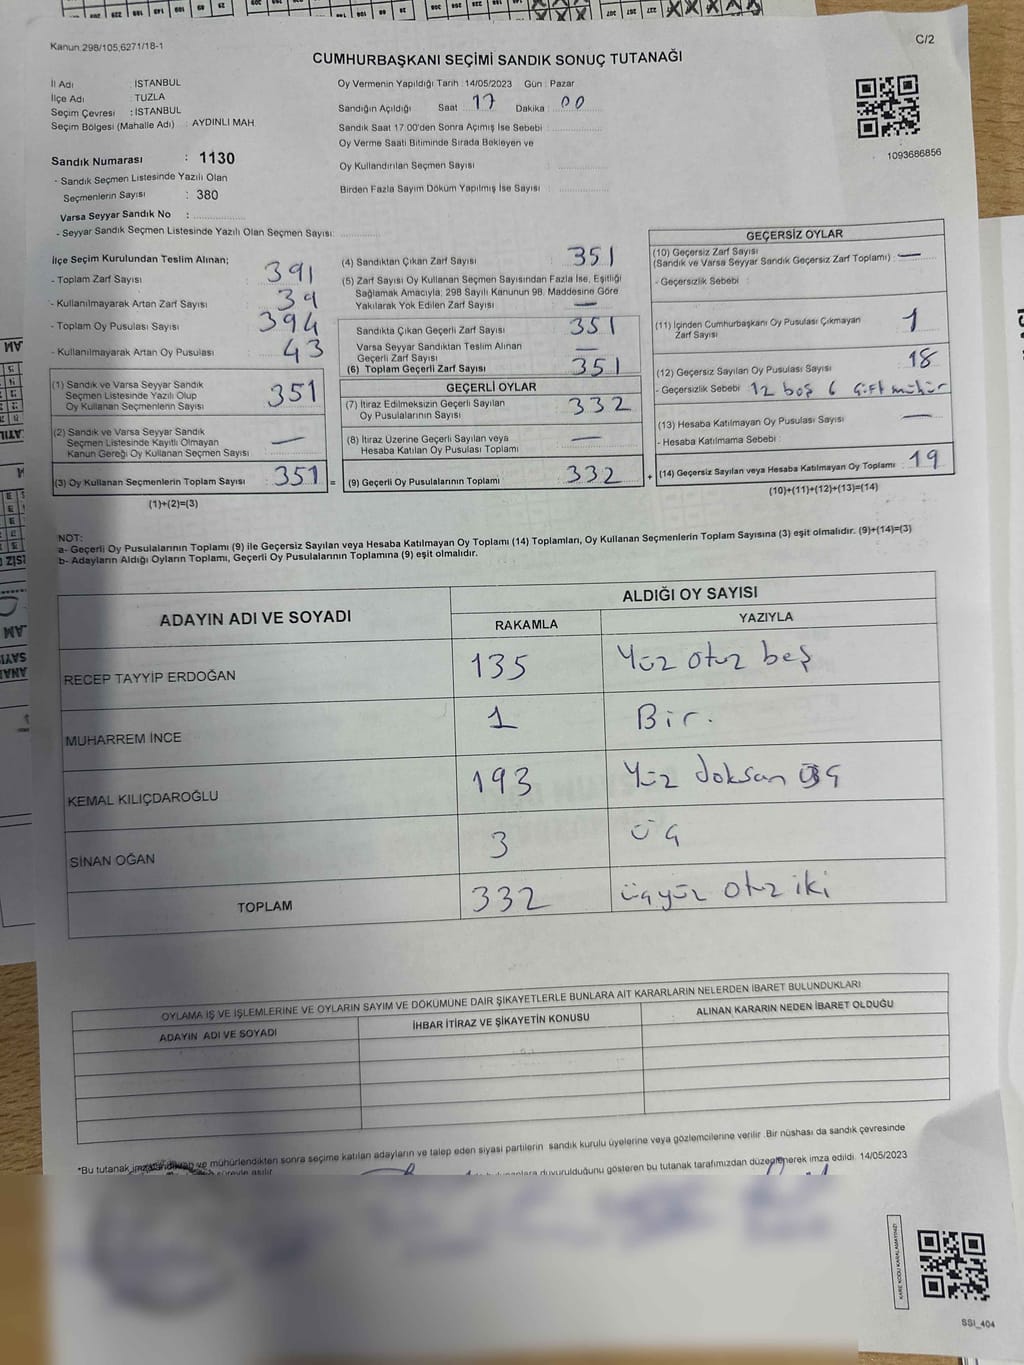 Kanun 298/105,6271/18-1
C/2
CUMHURBAŞKANI SEÇİMİ SANDIK SONUÇ TUTANAĞI
İl Adı : İSTANBUL
İlçe Adı : TUZLA
Seçim Çevresi : İSTANBUL
Seçim Bölgesi (Mahalle Adı) : AYDINLI MAH.
Sandık Numarası : 1130
- Sandık Seçmen Listesinde Yazılı Olan
Seçmenlerin Sayısı : 380
Varsa Seyyar Sandık No :
- Seyyar Sandık Seçmen Listesinde Yazılı Olan Seçmen Sayısı:
Oy Vermenin Yapıldığı Tarih : 14/05/2023 Gün : Pazar
Sandığın Açıldığı Saat 17 Dakika : 00
Sandık Saat 17.00'den Sonra Açımış İse Sebebi :
Oy Verme Saati Bitiminde Sırada Bekleyen ve
Oy Kullandırılan Seçmen Sayısı :
Birden Fazla Sayım Döküm Yapılmış İse Sayısı :
1093686856
İlçe Seçim Kurulundan Teslim Alınan;
- Toplam Zarf Sayısı : 391
- Kullanılmayarak Artan Zarf Sayısı : 39
- Toplam Oy Pusulası Sayısı : 394
- Kullanılmayarak Artan Oy Pusulası : 43
(1) Sandık ve Varsa Seyyar Sandık
Seçmen Listesinde Yazılı Olup
Oy Kullanan Seçmenlerin Sayısı : 351
(2) Sandık ve Varsa Seyyar Sandık
Seçmen Listesinde Kayıtlı Olmayan
Kanun Gereği Oy Kullanan Seçmen Sayısı : —
(3) Oy Kullanan Seçmenlerin Toplam Sayısı : 351 =
(1)+(2)=(3)
(4) Sandıktan Çıkan Zarf Sayısı : 351
(5) Zarf Sayısı Oy Kullanan Seçmen Sayısından Fazla İse, Eşitliği
Sağlamak Amacıyla; 298 Sayılı Kanunun 98. Maddesine Göre
Yakılarak Yok Edilen Zarf Sayısı : —
Sandıkta Çıkan Geçerli Zarf Sayısı : 351
Varsa Seyyar Sandıktan Teslim Alınan
Geçerli Zarf Sayısı : —
(6) Toplam Geçerli Zarf Sayısı : 351
GEÇERLİ OYLAR
(7) İtiraz Edilmeksizin Geçerli Sayılan
Oy Pusulalarının Sayısı : 332
(8) İtiraz Üzerine Geçerli Sayılan veya
Hesaba Katılan Oy Pusulası Toplamı : —
(9) Geçerli Oy Pusulalarının Toplamı : 332 +
GEÇERSİZ OYLAR
(10) Geçersiz Zarf Sayısı
(Sandık ve Varsa Seyyar Sandık Geçersiz Zarf Toplamı) : —
- Geçersizlik Sebebi :
(11) İçinden Cumhurbaşkanı Oy Pusulası Çıkmayan
Zarf Sayısı : 1
(12) Geçersiz Sayılan Oy Pusulası Sayısı : 18
- Geçersizlik Sebebi : 12 boş 6 Çift mühür
(13) Hesaba Katılmayan Oy Pusulası Sayısı : —
- Hesaba Katılmama Sebebi :
(14) Geçersiz Sayılan veya Hesaba Katılmayan Oy Toplamı : 19
(10)+(11)+(12)+(13)=(14)
NOT:
a- Geçerli Oy Pusulalarının Toplamı (9) ile Geçersiz Sayılan veya Hesaba Katılmayan Oy Toplamı (14) Toplamları, Oy Kullanan Seçmenlerin Toplam Sayısına (3) eşit olmalıdır. (9)+(14)=(3)
b- Adayların Aldığı Oyların Toplamı, Geçerli Oy Pusulalarının Toplamına (9) eşit olmalıdır.
ADAYIN ADI VE SOYADI
ALDIĞI OY SAYISI
RAKAMLA YAZIYLA
RECEP TAYYİP ERDOĞAN 135 Yüz otuz beş
MUHARREM İNCE 1 Bir.
KEMAL KILIÇDAROĞLU 193 Yüz doksan üç
SİNAN OĞAN 3 üç
TOPLAM 332 üçyüz otuz iki
OYLAMA İŞ VE İŞLEMLERİNE VE OYLARIN SAYIM VE DÖKÜMÜNE DAİR ŞİKAYETLERLE BUNLARA AİT KARARLARIN NELERDEN İBARET BULUNDUKLARI
ADAYIN ADI VE SOYADI İHBAR İTİRAZ VE ŞİKAYETİN KONUSU ALINAN KARARIN NEDEN İBARET OLDUĞU
*Bu tutanak imzalandıktan ve mühürlendikten sonra seçime katılan adayların ve talep eden siyasi partilerin sandık kurulu üyelerine veya gözlemcilerine verilir. Bir nüshası da sandık çevresinde
duyurulduğunu gösteren bu tutanak tarafımızdan düzenlenerek imza edildi. 14/05/2023
SSI_404